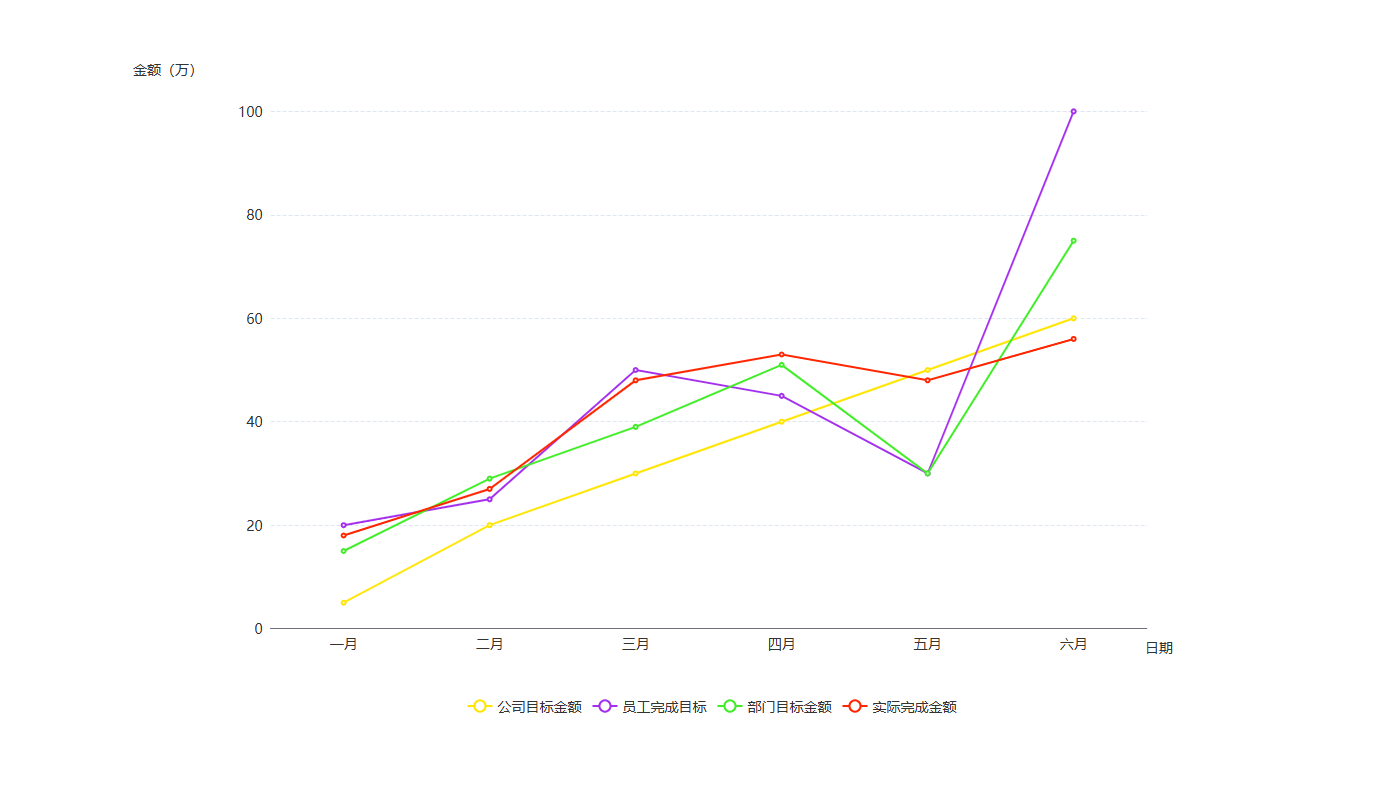 金额（万）
100
80
60
40
20
0
一月 二月 三月 四月 五月 六月 日期
公司目标金额 员工完成目标 部门目标金额 实际完成金额